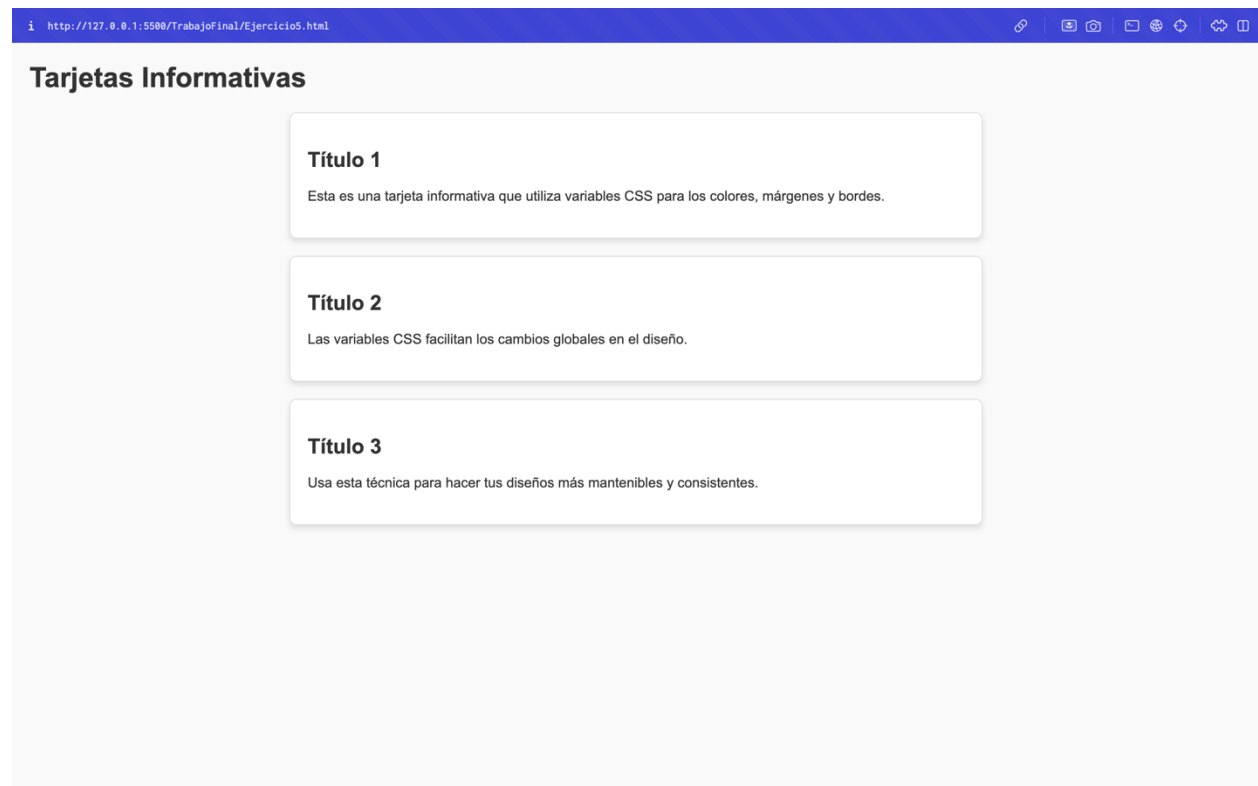 i http://127.0.0.1:5500/TrabajoFinal/Ejercicio5.html
Tarjetas Informativas
Título 1
Esta es una tarjeta informativa que utiliza variables CSS para los colores, márgenes y bordes.
Título 2
Las variables CSS facilitan los cambios globales en el diseño.
Título 3
Usa esta técnica para hacer tus diseños más mantenibles y consistentes.